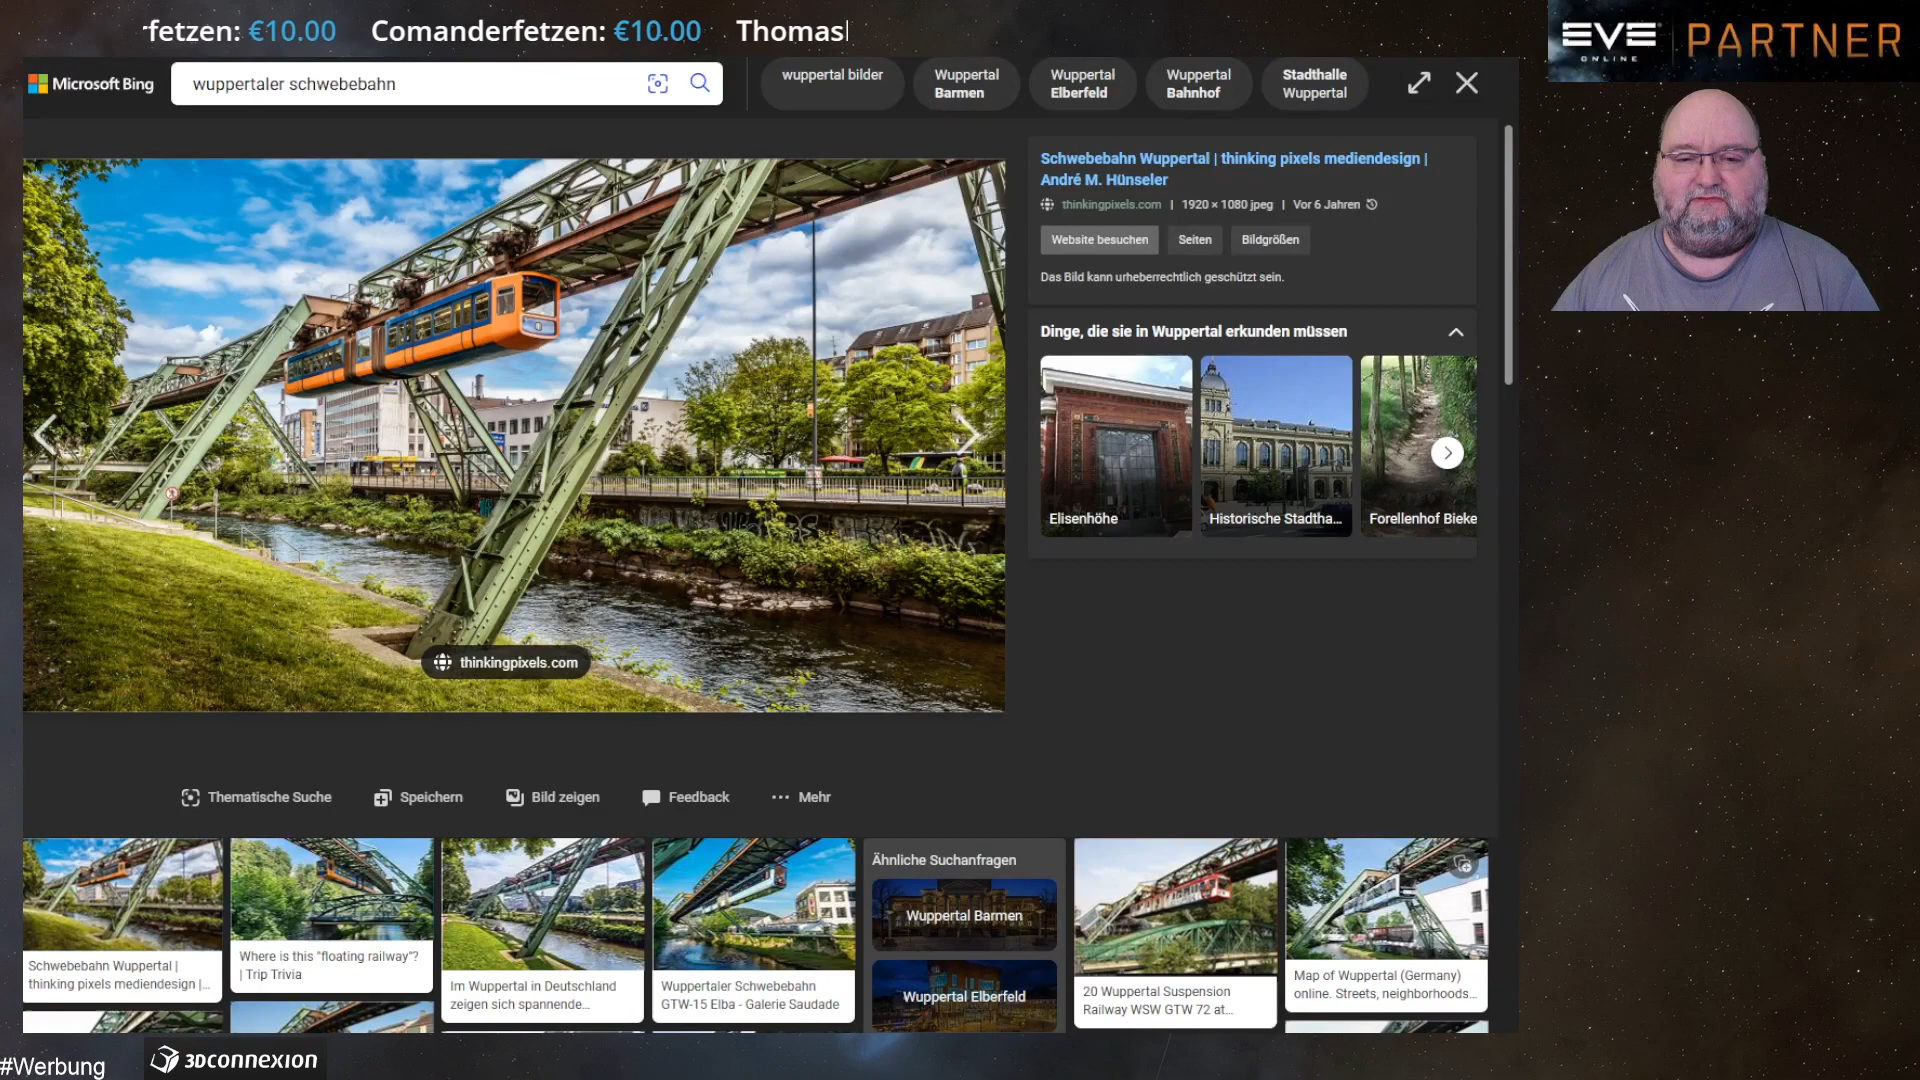 fetzen: €10.00 Comanderfetzen: €10.00 Thomas
EVE ONLINE PARTNER
Microsoft Bing
wuppertaler schwebebahn
wuppertal bilder
Wuppertal
Barmen
Wuppertal
Elberfeld
Wuppertal
Bahnhof
Stadthalle
Wuppertal
Schwebebahn Wuppertal | thinking pixels mediendesign |
André M. Hünseler
thinkingpixels.com | 1920 × 1080 jpeg | Vor 6 Jahren
Website besuchen
Seiten
Bildgrößen
Das Bild kann urheberrechtlich geschützt sein.
Dinge, die sie in Wuppertal erkunden müssen
Elisenhöhe
Historische Stadtha...
Forellenhof Bieke
thinkingpixels.com
Thematische Suche
Speichern
Bild zeigen
Feedback
Mehr
Schwebebahn Wuppertal |
thinking pixels mediendesign |...
Where is this "floating railway"?
| Trip Trivia
Im Wuppertal in Deutschland
zeigen sich spannende...
Wuppertaler Schwebebahn
GTW-15 Elba - Galerie Saudade
Ähnliche Suchanfragen
Wuppertal Barmen
Wuppertal Elberfeld
20 Wuppertal Suspension
Railway WSW GTW 72 at...
Map of Wuppertal (Germany)
online. Streets, neighborhoods...
#Werbung
3Dconnexion